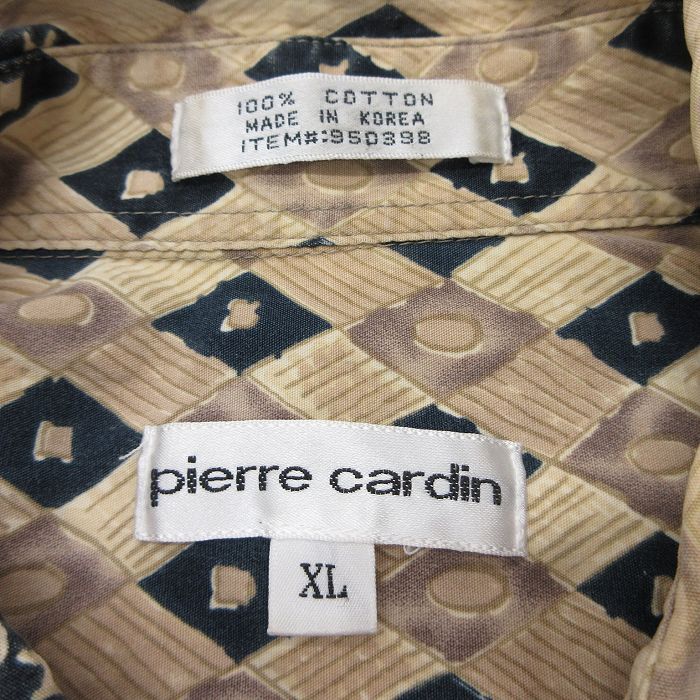 100% COTTON
MADE IN KOREA
ITEM#:950398
pierre cardin
XL